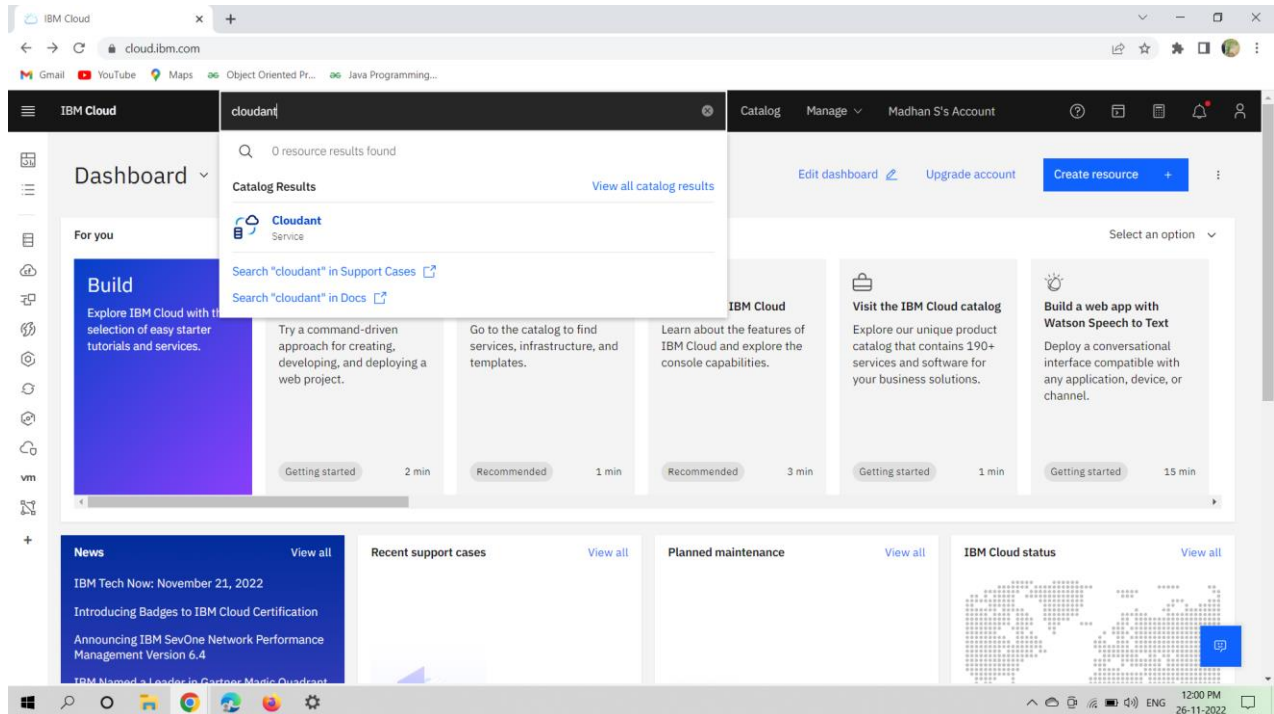 IBM Cloud
cloud.ibm.com
Gmail YouTube Maps Object Oriented Pr... Java Programming...
IBM Cloud
cloudant
Catalog Manage Madhan S's Account
0 resource results found
Dashboard
Edit dashboard Upgrade account Create resource +
Catalog Results View all catalog results
Cloudant
Service
Search "cloudant" in Support Cases
Search "cloudant" in Docs
For you
Select an option
Build
Explore IBM Cloud with th
selection of easy starter
tutorials and services.
Try a command-driven
approach for creating,
developing, and deploying a
web project.
Getting started 2 min
Go to the catalog to find
services, infrastructure, and
templates.
Recommended 1 min
IBM Cloud
Learn about the features of
IBM Cloud and explore the
console capabilities.
Recommended 3 min
Visit the IBM Cloud catalog
Explore our unique product
catalog that contains 190+
services and software for
your business solutions.
Getting started 1 min
Build a web app with
Watson Speech to Text
Deploy a conversational
interface compatible with
any application, device, or
channel.
Getting started 15 min
vm
News View all
IBM Tech Now: November 21, 2022
Introducing Badges to IBM Cloud Certification
Announcing IBM SevOne Network Performance
Management Version 6.4
IBM Named a Leader in Gartner Magic Quadrant
Recent support cases View all
Planned maintenance View all
IBM Cloud status View all
ENG
12:00 PM
26-11-2022